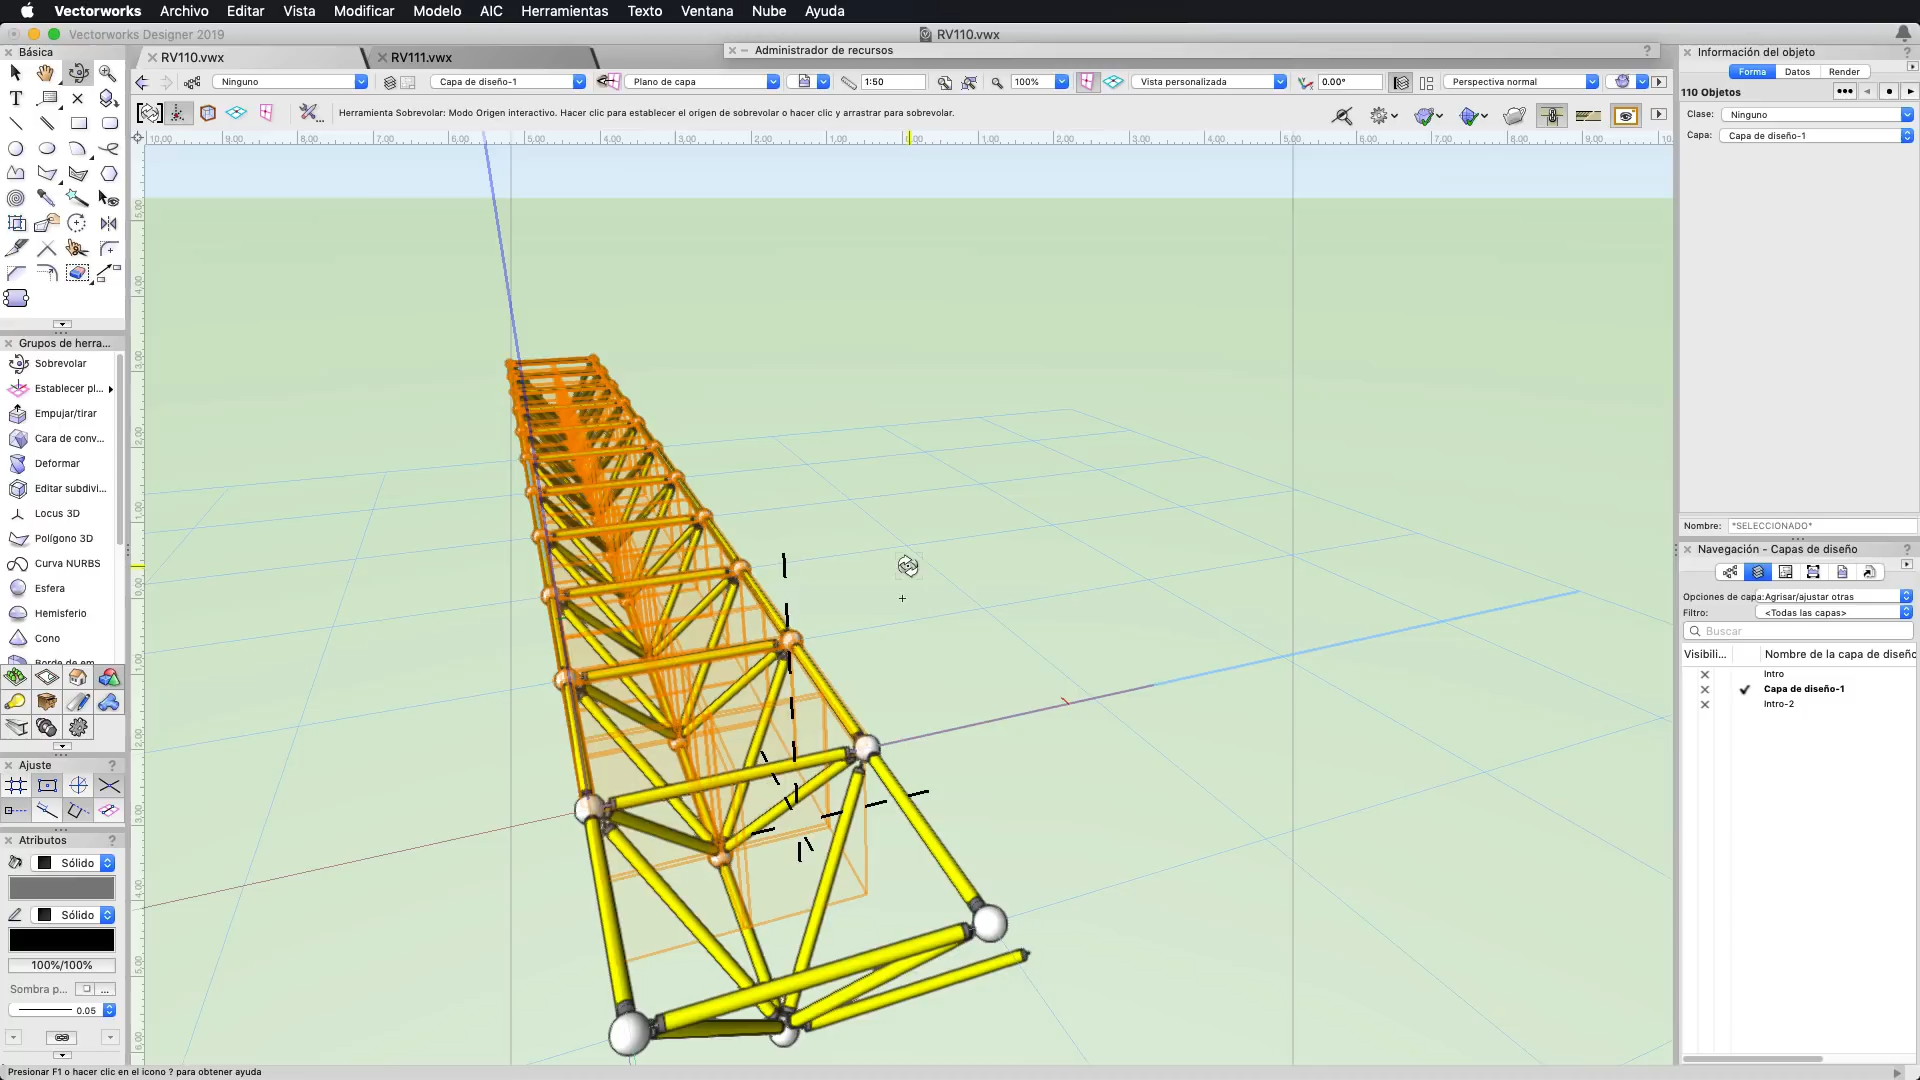 Vectorworks Archivo Editar Vista Modificar Modelo AIC Herramientas Texto Ventana Nube Ayuda
Vectorworks Designer 2019
RV110.vwx
Básica
RV110.vwx
RV111.vwx
Administrador de recursos
?
Información del objeto
?
Ninguno
Capa de diseño-1
Plano de capa
1:50
100%
Vista personalizada
0.00°
Perspectiva normal
Forma
Datos
Render
110 Objetos
Herramienta Sobrevolar: Modo Origen interactivo. Hacer clic para establecer el origen de sobrevolar o hacer clic y arrastrar para sobrevolar.
Clase:
Ninguno
Capa:
Capa de diseño-1
Grupos de herra...
Sobrevolar
Establecer pl...
Empujar/tirar
Cara de conv...
Deformar
Editar subdivi...
Locus 3D
Polígono 3D
Curva NURBS
Esfera
Hemisferio
Cono
Borde de em
Nombre:
*SELECCIONADO*
Navegación - Capas de diseño
?
Opciones de capa:
Agrisar/ajustar otras
Filtro:
<Todas las capas>
Buscar
Visibili...
Nombre de la capa de diseño
Intro
Capa de diseño-1
Intro-2
Ajuste
?
Atributos
?
Sólido
Sólido
100%/100%
Sombra p...
...
0.05
Presionar F1 o hacer clic en el icono ? para obtener ayuda